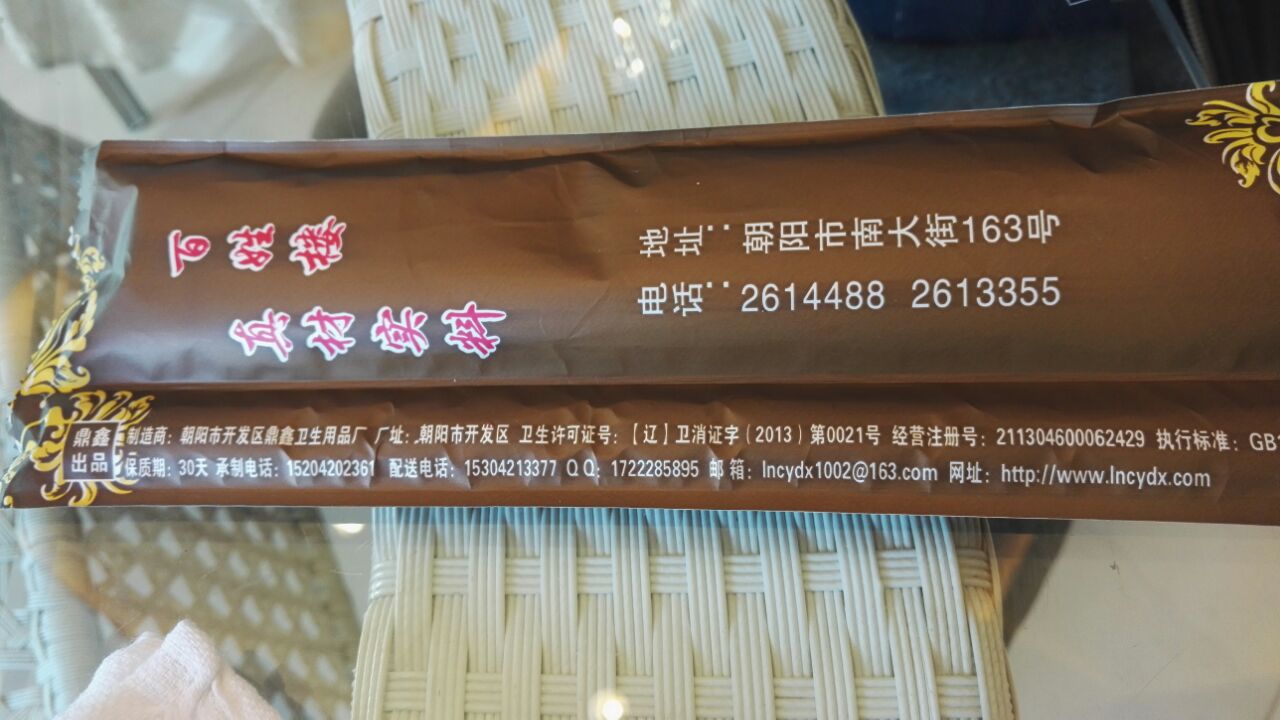 百姓楼
真材实料
地址：朝阳市南大街163号
电话：2614488 2613355
鼎鑫
出品
制造商：朝阳市开发区鼎鑫卫生用品厂 厂址：朝阳市开发区 卫生许可证号：【辽】卫消证字（2013）第0021号 经营注册号：211304600062429 执行标准：GB
保质期：30天 承制电话：15204202361 配送电话：15304213377 QQ：1722285895 邮箱：lncydx1002@163.com 网址：http://www.lncydx.com